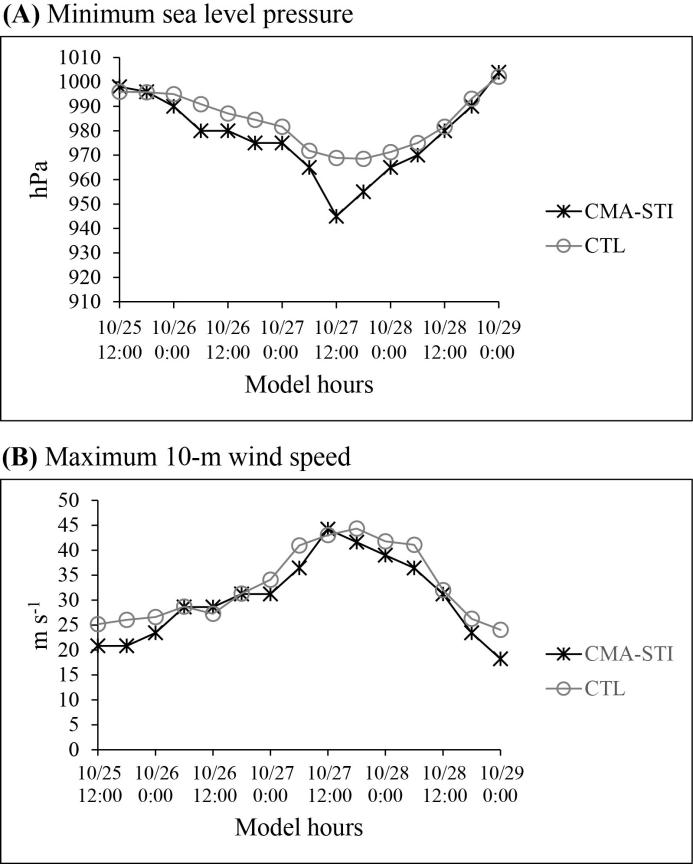 (A) Minimum sea level pressure
1010
1000
990
980
970
960
950
940
930
920
910
hPa
10/25 10/26 10/26 10/27 10/27 10/28 10/28 10/29
12:00 0:00 12:00 0:00 12:00 0:00 12:00 0:00
Model hours
CMA-STI
CTL
(B) Maximum 10-m wind speed
50
45
40
35
30
25
20
15
10
5
0
m s⁻¹
10/25 10/26 10/26 10/27 10/27 10/28 10/28 10/29
12:00 0:00 12:00 0:00 12:00 0:00 12:00 0:00
Model hours
CMA-STI
CTL